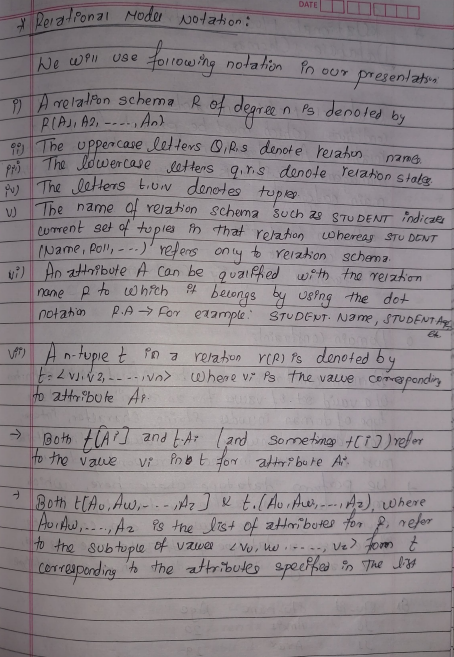 DATE
* Relational Model Notation:
We will use following notation in our presentation
i) A relation schema R of degree n is denoted by
R(A1, A2, -----, An).
ii) The uppercase letters Q,R,S denote relation names.
iii) The lowercase letters q,r,s denote relation states.
iv) The letters t,u,v denotes tuples.
v) The name of relation schema such as STUDENT indicates
current set of tuples in that relation whereas STUDENT
(Name, Roll, ---) refers only to relation schema.
vi) An attribute A can be qualified with the relation
name R to which it belongs by using the dot
notation R.A → For example: STUDENT. Name, STUDENT Age,
etc
vii) A n-tuple t in a relation r(R) is denoted by
t= <v1, v2, -----, vn> where vi is the value corresponding
to attribute Ai.
→ Both t[Ai] and t.Ai (and sometimes t[i]) refer
to the value vi in t for attribute Ai.
→ Both t[Au, Aw, ----, Az] & t.(Au, Aw, ---, Az), where
Au, Aw, ----, Az is the list of attributes for R, refer
to the subtuple of values <vu, vw -----, vz> from t
corresponding to the attributes specified in the list